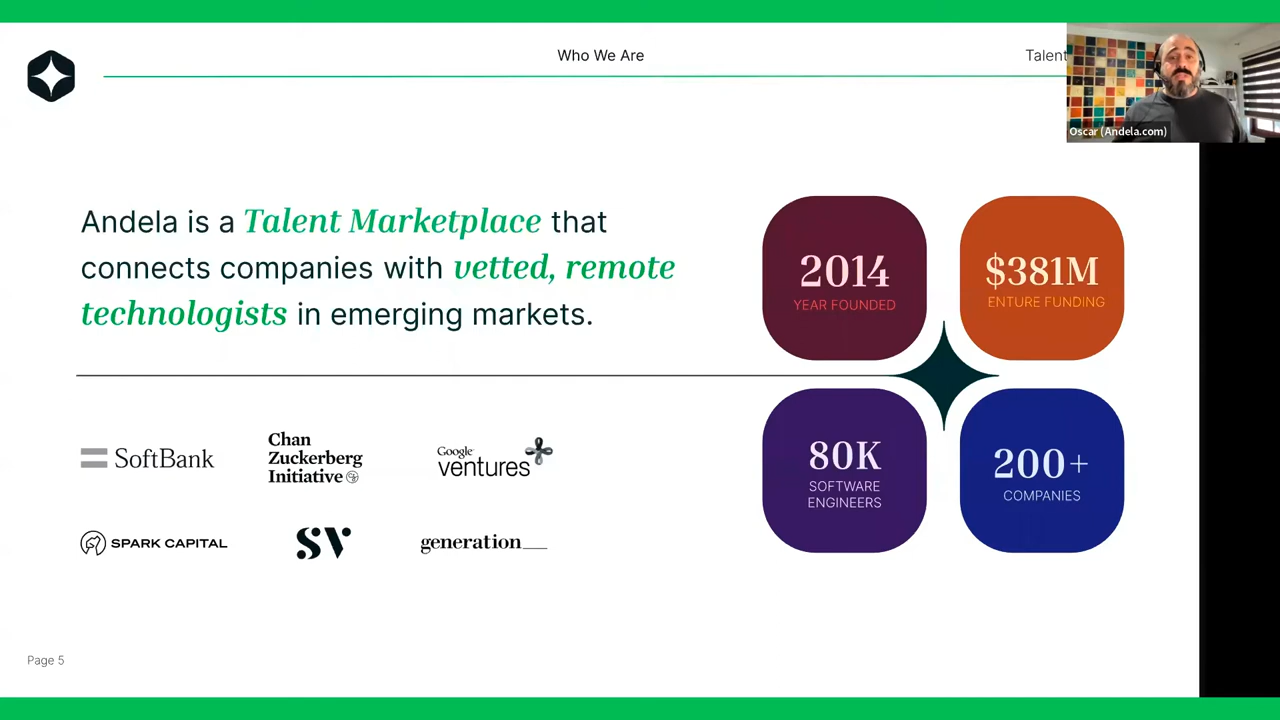 Who We Are
Talent
Oscar (Andela.com)
Andela is a Talent Marketplace that
connects companies with vetted, remote
technologists in emerging markets.
2014
YEAR FOUNDED
$381M
ENTURE FUNDING
80K
SOFTWARE
ENGINEERS
200+
COMPANIES
SoftBank
Chan
Zuckerberg
Initiative
Google
ventures
SPARK CAPITAL
SV
generation__
Page 5